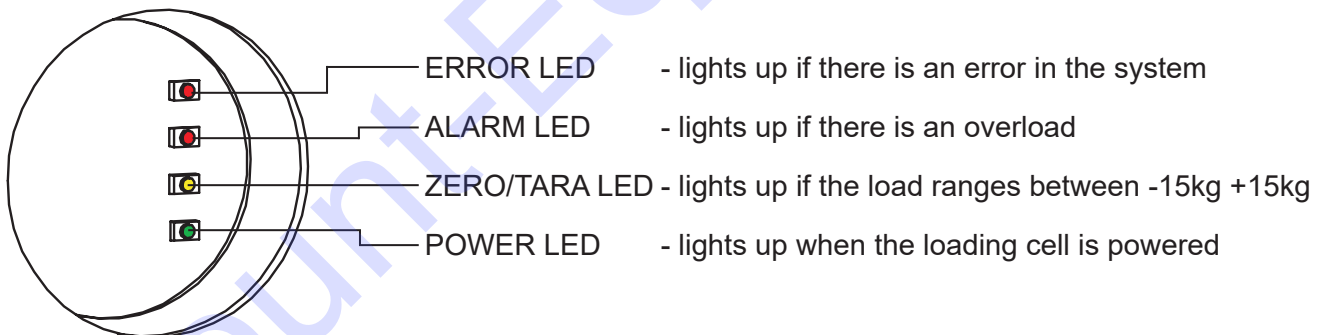 ERROR LED - lights up if there is an error in the system
ALARM LED - lights up if there is an overload
ZERO/TARA LED - lights up if the load ranges between -15kg +15kg
POWER LED - lights up when the loading cell is powered